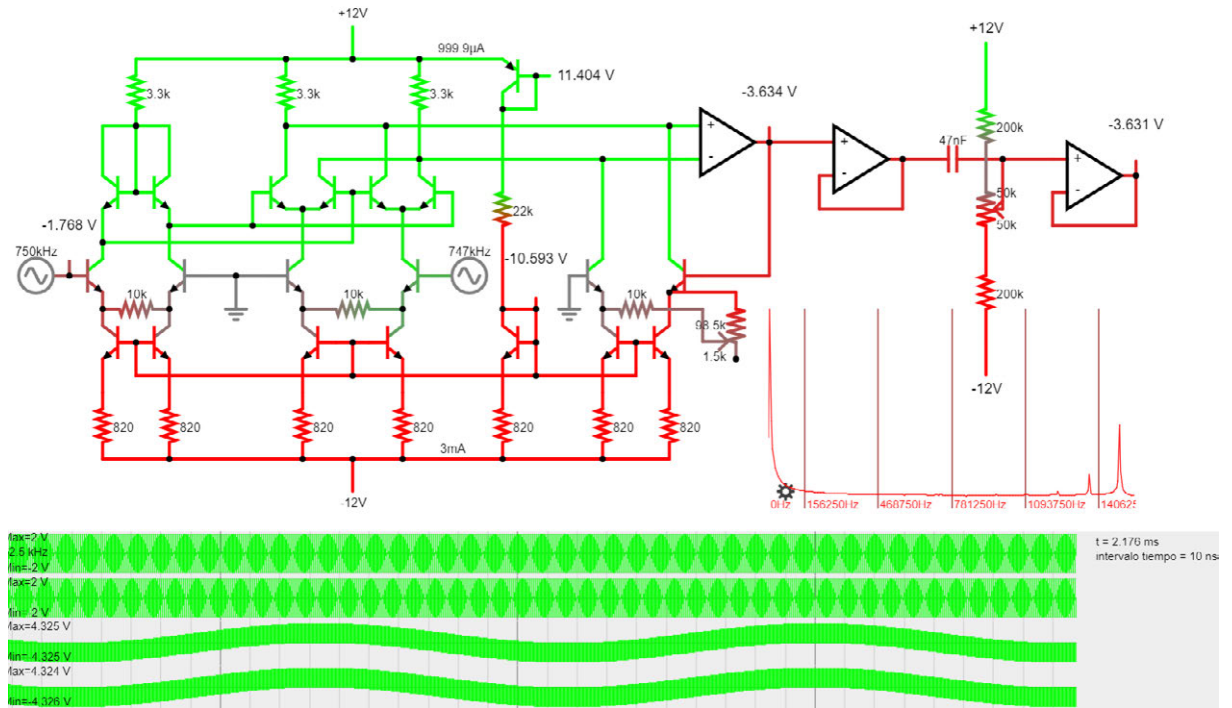 +12V
+12V
999.9µA
11.404 V
3.3k
3.3k
3.3k
-3.634 V
200k
-3.631 V
+
-
+
-
47nF
+
-
50k
50k
22k
-1.768 V
750kHz
747kHz
-10.593 V
10k
10k
10k
200k
98.5k
1.5k
-12V
820
820
820
820
820
820
820
3mA
-12V
0Hz
156250Hz
468750Hz
781250Hz
1093750Hz
140625
Max=2 V
2.5 kHz
Min=-2 V
Max=2 V
Min=-2 V
Max=4.325 V
Min=-4.325 V
Max=4.324 V
Min=-4.326 V
t = 2.176 ms
intervalo tiempo = 10 ns